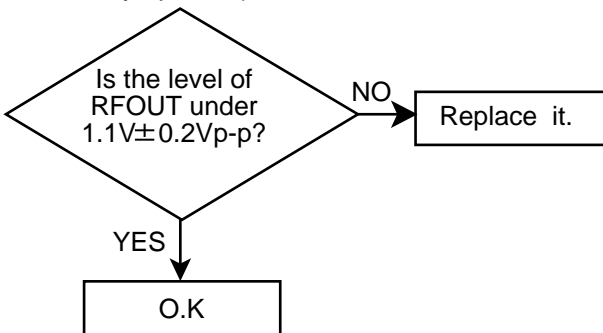 Is the level of
RFOUT under
1.1V±0.2Vp-p?
NO
Replace it.
YES
O.K